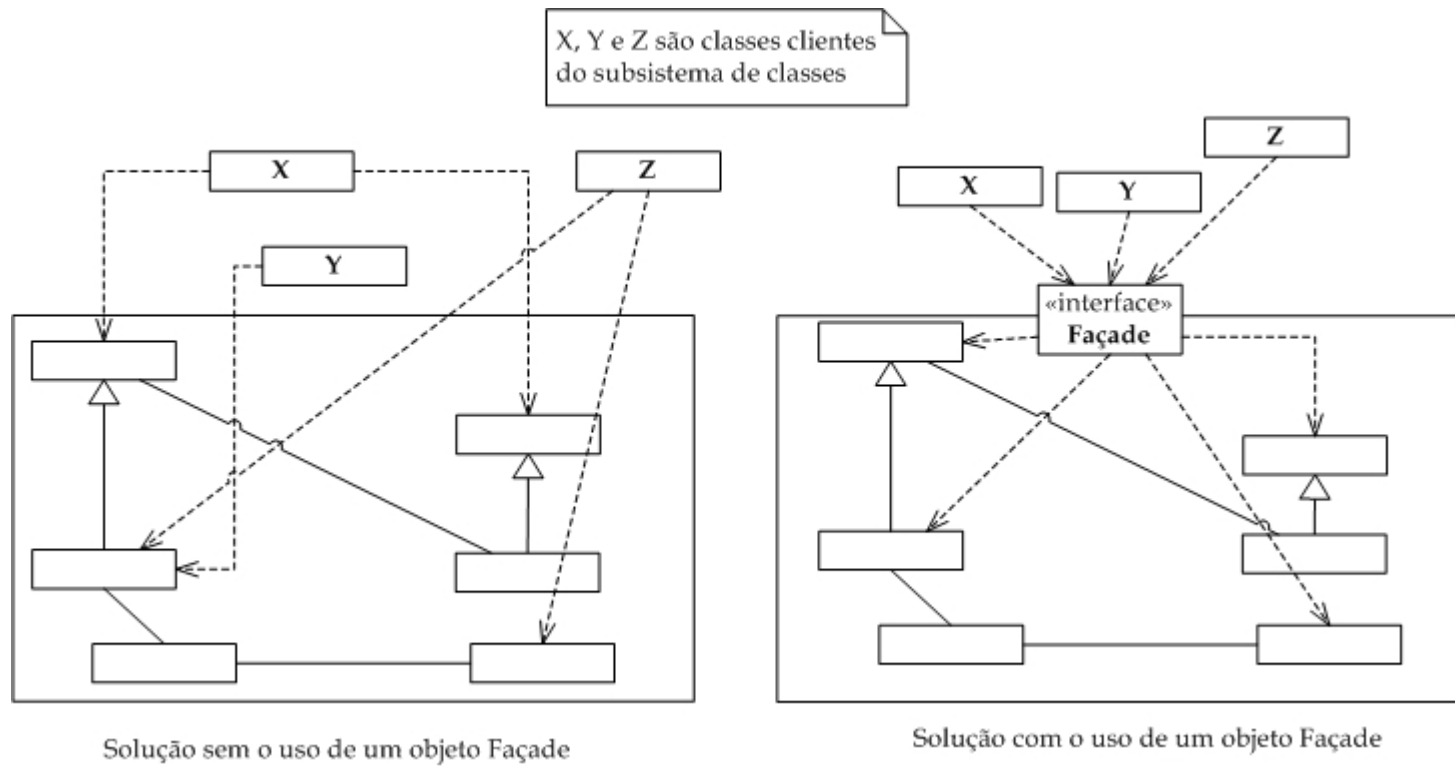 X, Y e Z são classes clientes
do subsistema de classes
X
Z
Y
Solução sem o uso de um objeto Façade
Z
X
Y
«interface»
Façade
Solução com o uso de um objeto Façade